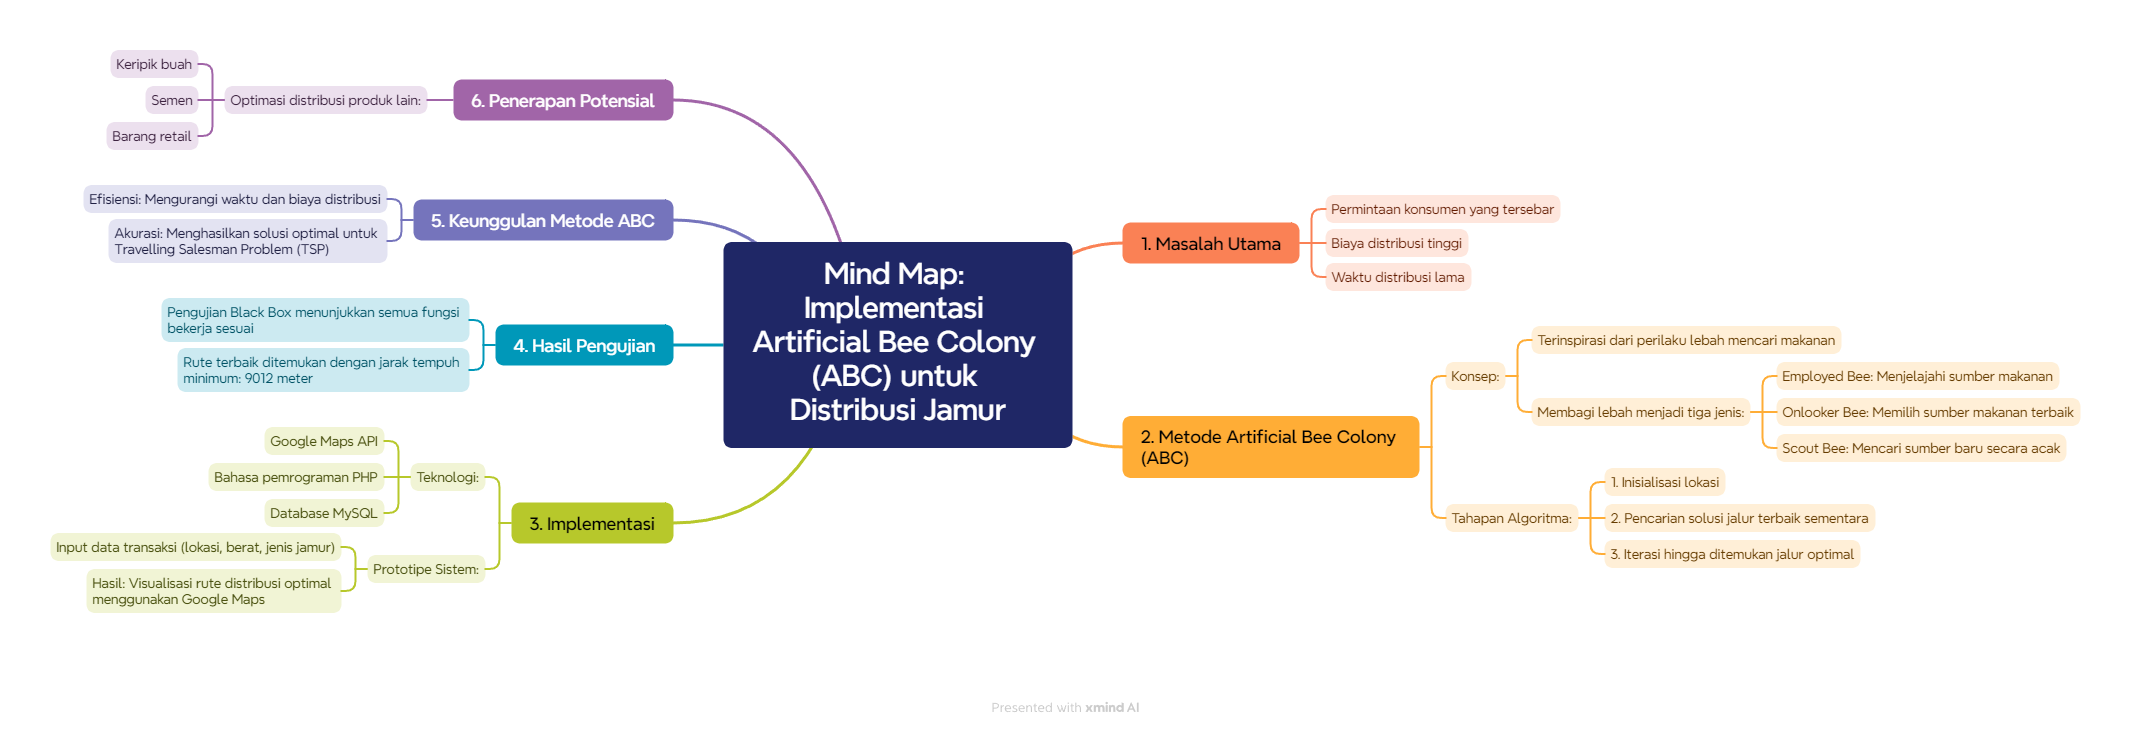 Mind Map:
Implementasi
Artificial Bee Colony
(ABC) untuk
Distribusi Jamur
1. Masalah Utama
Permintaan konsumen yang tersebar
Biaya distribusi tinggi
Waktu distribusi lama
2. Metode Artificial Bee Colony
(ABC)
Konsep:
Terinspirasi dari perilaku lebah mencari makanan
Membagi lebah menjadi tiga jenis:
Employed Bee: Menjelajahi sumber makanan
Onlooker Bee: Memilih sumber makanan terbaik
Scout Bee: Mencari sumber baru secara acak
Tahapan Algoritma:
1. Inisialisasi lokasi
2. Pencarian solusi jalur terbaik sementara
3. Iterasi hingga ditemukan jalur optimal
3. Implementasi
Teknologi:
Google Maps API
Bahasa pemrograman PHP
Database MySQL
Prototipe Sistem:
Input data transaksi (lokasi, berat, jenis jamur)
Hasil: Visualisasi rute distribusi optimal
menggunakan Google Maps
4. Hasil Pengujian
Pengujian Black Box menunjukkan semua fungsi
bekerja sesuai
Rute terbaik ditemukan dengan jarak tempuh
minimum: 9012 meter
5. Keunggulan Metode ABC
Efisiensi: Mengurangi waktu dan biaya distribusi
Akurasi: Menghasilkan solusi optimal untuk
Travelling Salesman Problem (TSP)
6. Penerapan Potensial
Optimasi distribusi produk lain:
Keripik buah
Semen
Barang retail
Presented with xmind AI